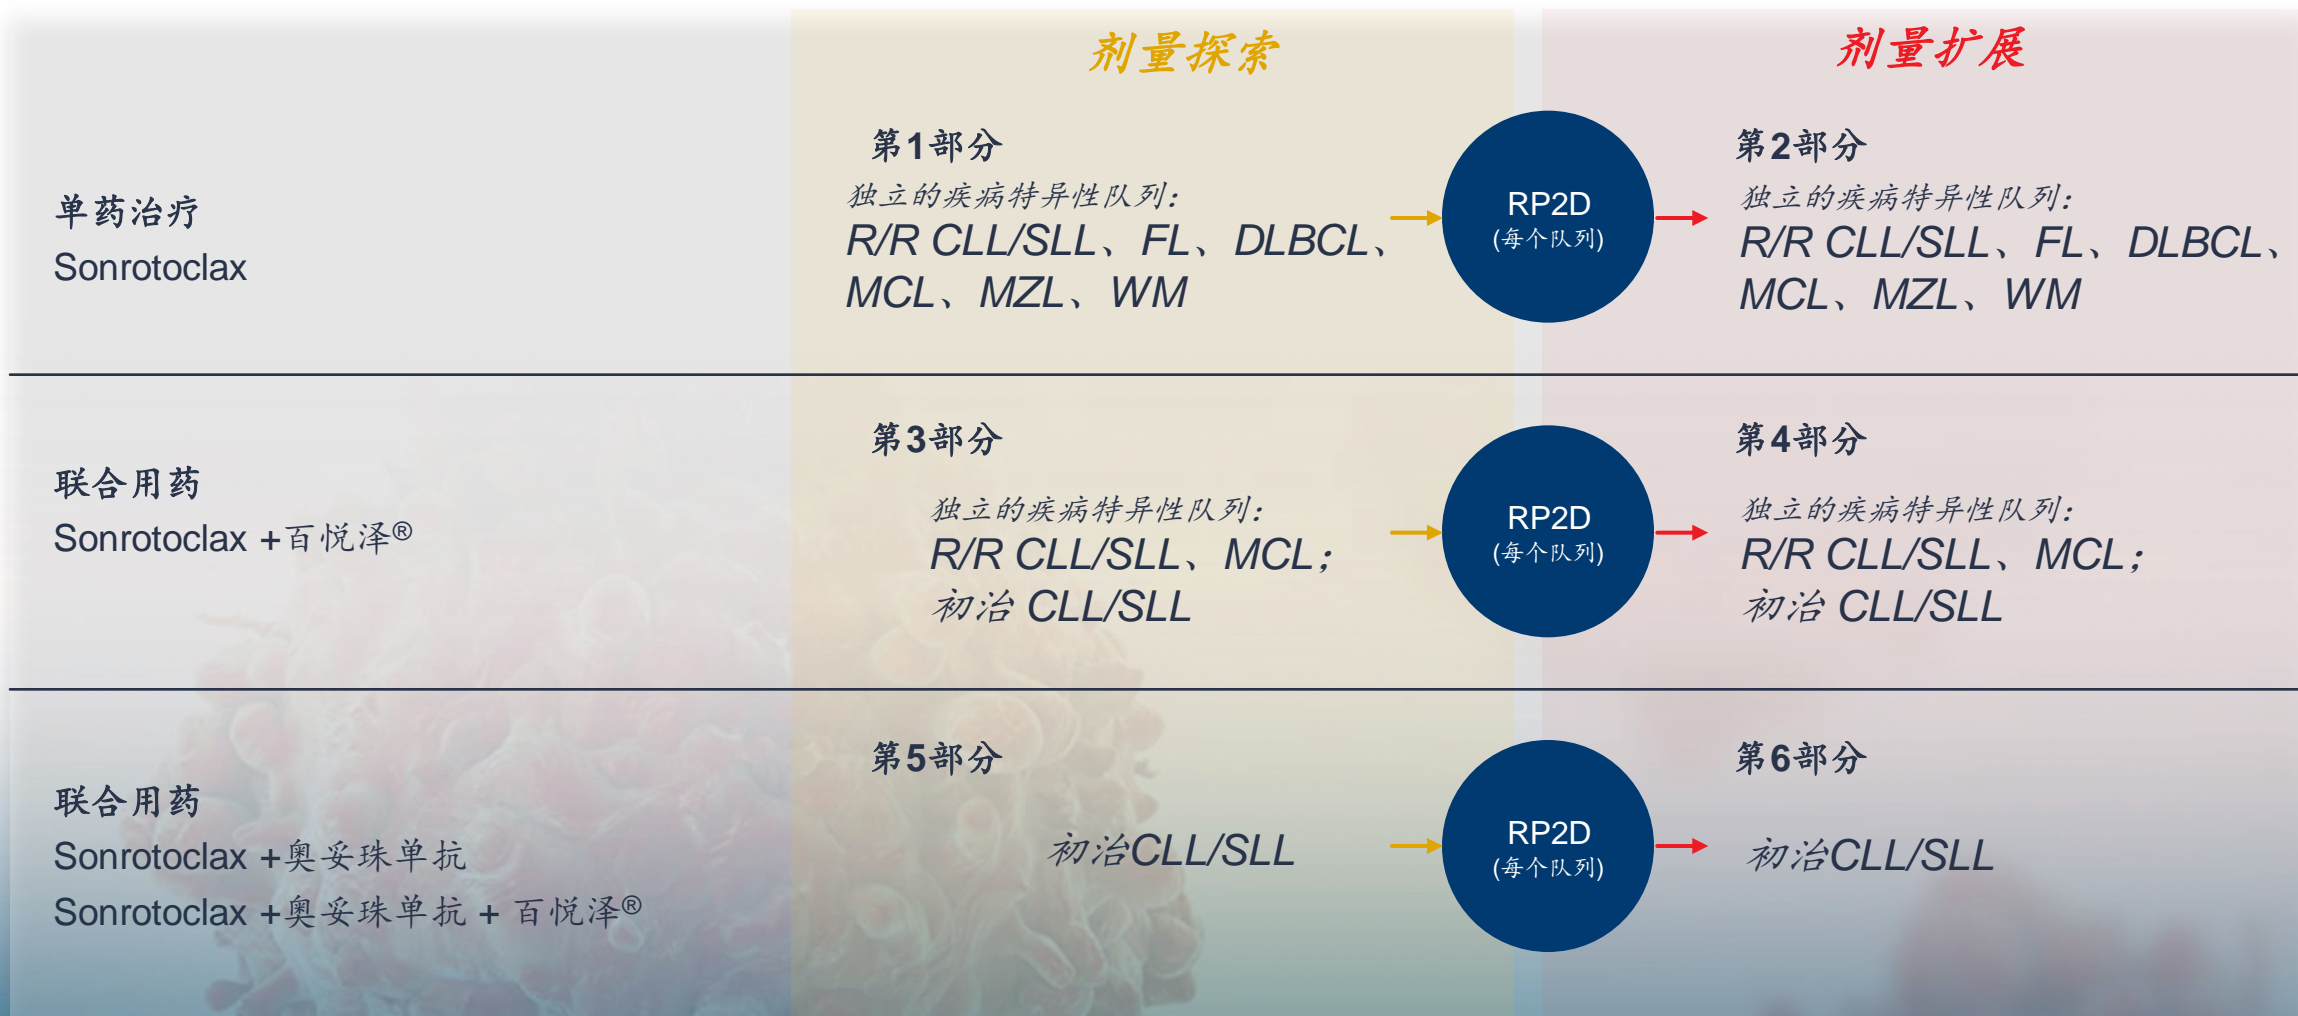 剂量探索
剂量扩展
单药治疗
Sonrotoclax
第1部分
独立的疾病特异性队列：
R/R CLL/SLL、FL、DLBCL、
MCL、MZL、WM
RP2D
(每个队列)
第2部分
独立的疾病特异性队列：
R/R CLL/SLL、FL、DLBCL、
MCL、MZL、WM
联合用药
Sonrotoclax +百悦泽®
第3部分
独立的疾病特异性队列：
R/R CLL/SLL、MCL；
初治 CLL/SLL
RP2D
(每个队列)
第4部分
独立的疾病特异性队列：
R/R CLL/SLL、MCL；
初治 CLL/SLL
联合用药
Sonrotoclax +奥妥珠单抗
Sonrotoclax +奥妥珠单抗 + 百悦泽®
第5部分
初治CLL/SLL
RP2D
(每个队列)
第6部分
初治CLL/SLL